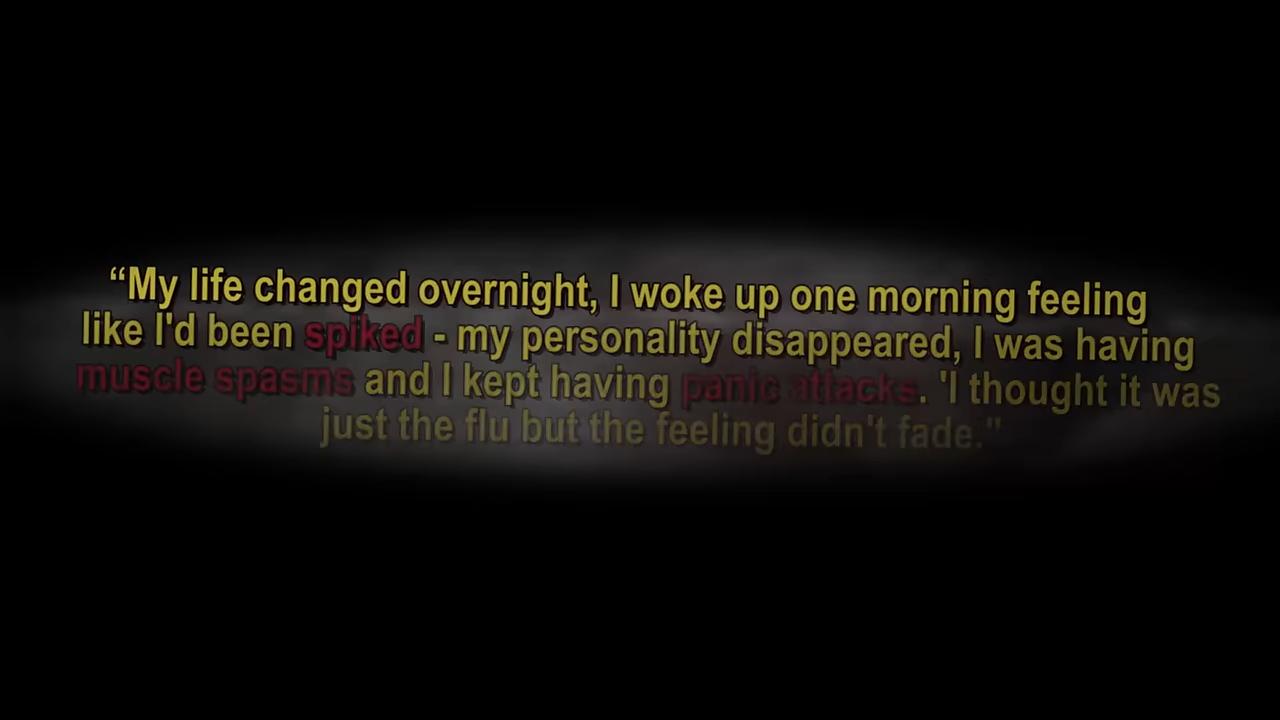 “My life changed overnight, I woke up one morning feeling
like I'd been spiked - my personality disappeared, I was having
muscle spasms and I kept having panic attacks. 'I thought it was
just the flu but the feeling didn't fade."